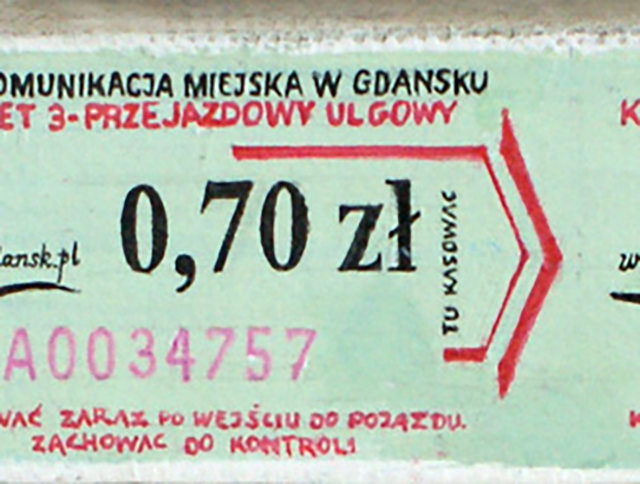 OMUNIKACJA MIEJSKA W GDANSKU
ET 3-PRZEJAZDOWY ULGOWY
K
0,70 zł
TU KASOWAC
dansk.pl
w
A0034757
WAĆ ZARAZ PO WEJŚCIU DO POJAZDU.
ZACHOWAC DO KONTROLI
K